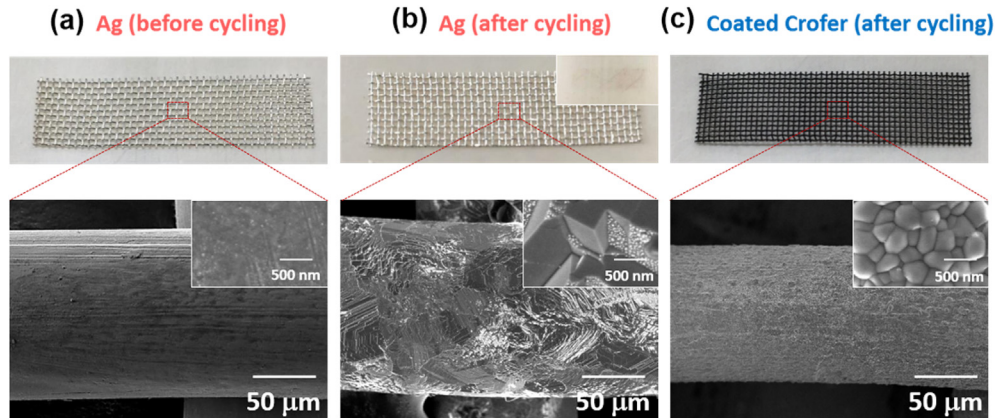 (a) Ag (before cycling)
(b) Ag (after cycling)
(c) Coated Crofer (after cycling)
500 nm
500 nm
500 nm
50 μm
50 μm
50 μm